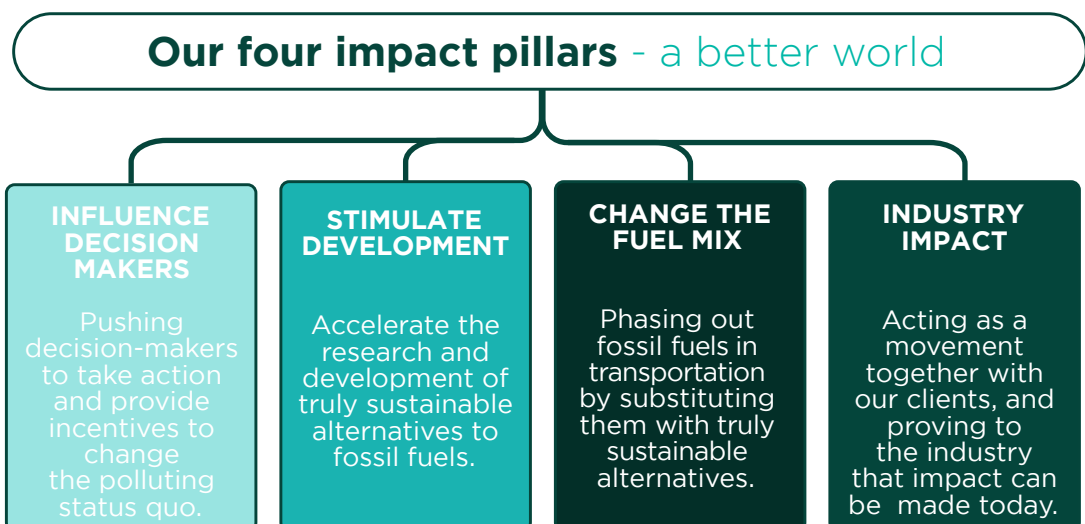 Our four impact pillars - a better world
INFLUENCE
DECISION
MAKERS
Pushing
decision-makers
to take action
and provide
incentives to
change
the polluting
status quo.
STIMULATE
DEVELOPMENT
Accelerate the
research and
development of
truly sustainable
alternatives to
fossil fuels.
CHANGE THE
FUEL MIX
Phasing out
fossil fuels in
transportation
by substituting
them with truly
sustainable
alternatives.
INDUSTRY
IMPACT
Acting as a
movement
together with
our clients, and
proving to
the industry
that impact can
be made today.